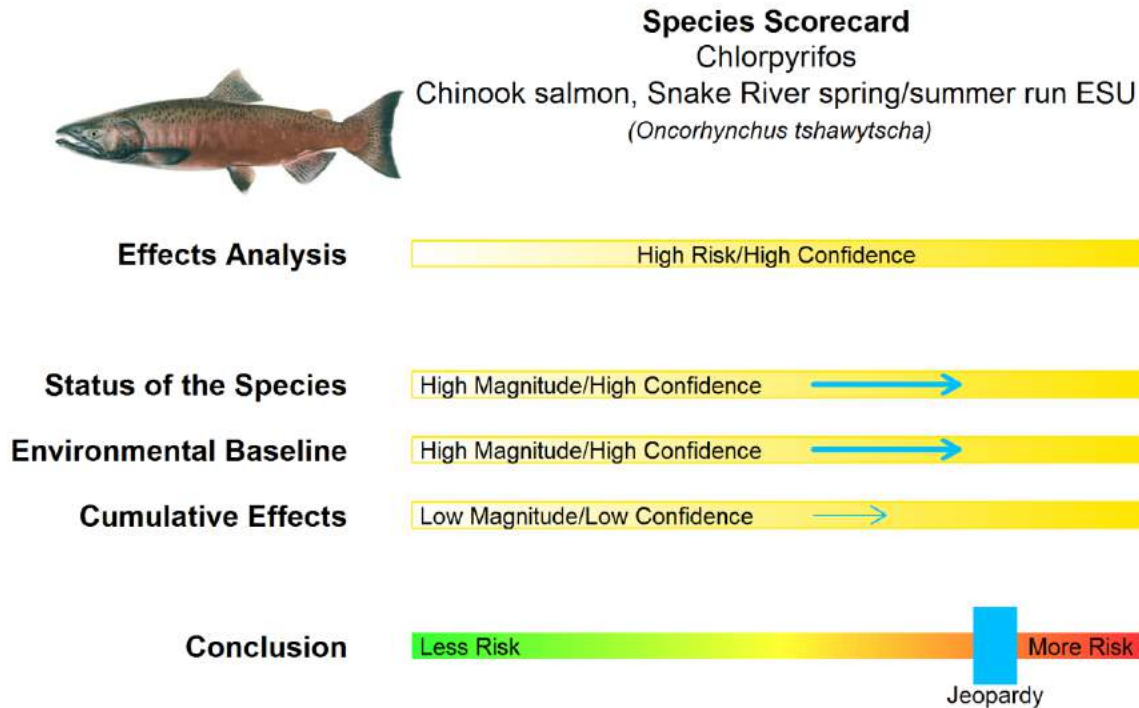 Species Scorecard
Chlorpyrifos
Chinook salmon, Snake River spring/summer run ESU
(Oncorhynchus tshawytscha)
Effects Analysis
High Risk/High Confidence
Status of the Species
High Magnitude/High Confidence
Environmental Baseline
High Magnitude/High Confidence
Cumulative Effects
Low Magnitude/Low Confidence
Conclusion
Less Risk
More Risk
Jeopardy